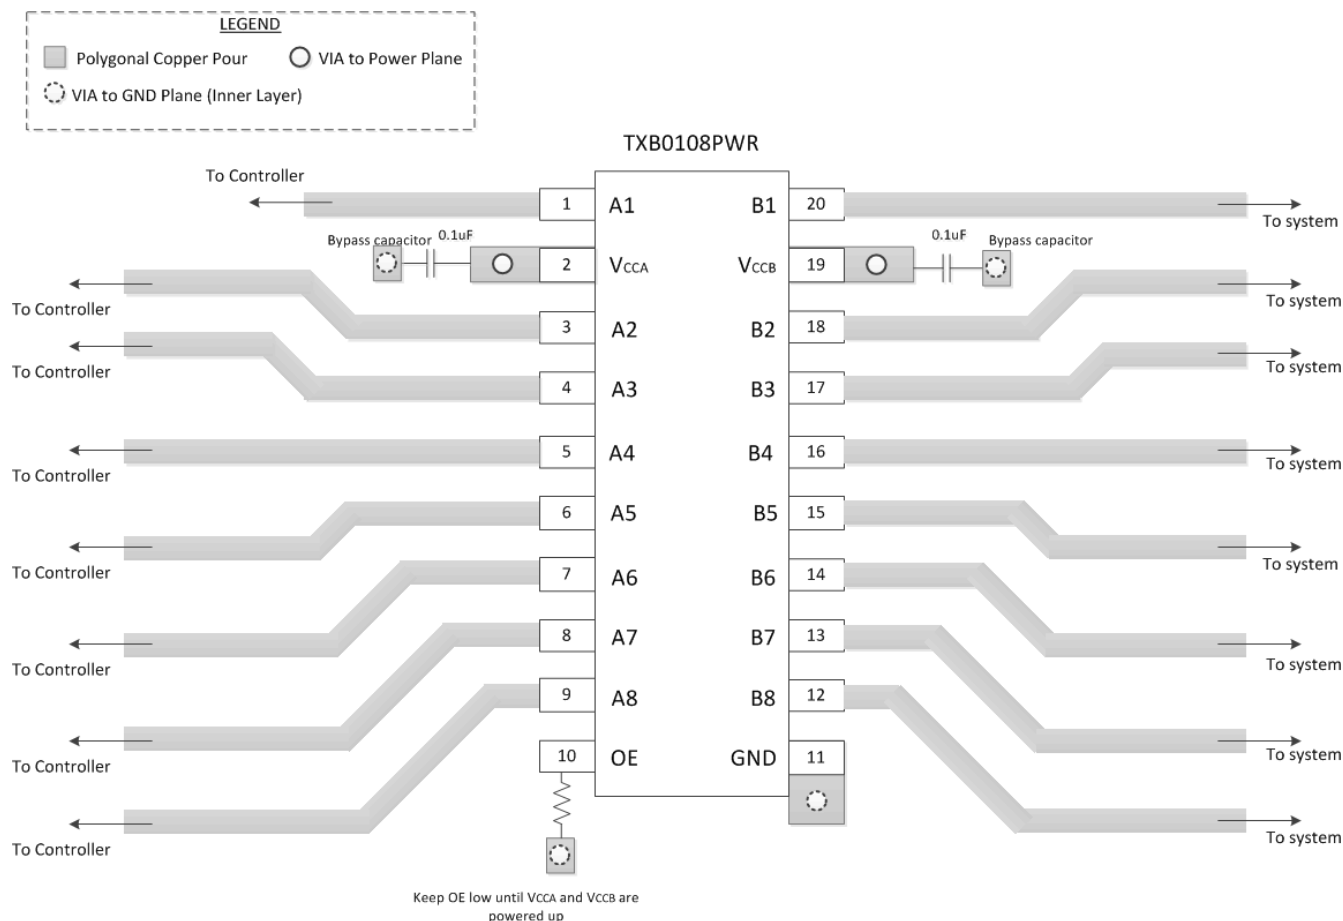 LEGEND
Polygonal Copper Pour
VIA to Power Plane
VIA to GND Plane (Inner Layer)
TXB0108PWR
To Controller
1 A1 B1 20
To system
Bypass capacitor 0.1uF
2 VCCA VCCB 19
0.1uF Bypass capacitor
To Controller
3 A2 B2 18
To system
To Controller
4 A3 B3 17
To system
To Controller
5 A4 B4 16
To system
6 A5 B5 15
To Controller
To system
7 A6 B6 14
To Controller
To system
8 A7 B7 13
To Controller
To system
9 A8 B8 12
To Controller
To system
10 OE GND 11
Keep OE low until VCCA and VCCB are
powered up